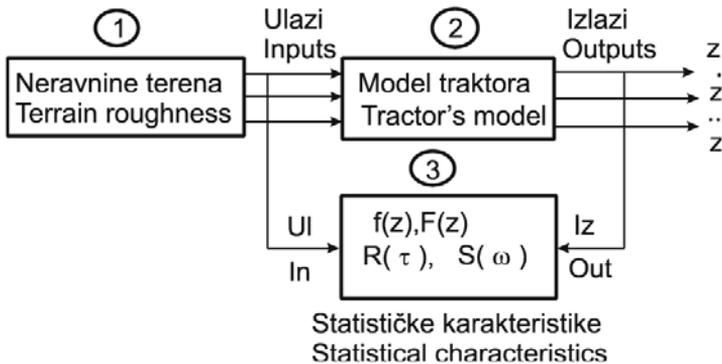 1
Ulazi
Inputs
2
Izlazi
Outputs
Neravnine terena
Terrain roughness
Model traktora
Tractor's model
z
ż
z̈
3
Ul
In
f(z),F(z)
R( τ ), S( ω )
Iz
Out
Statističke karakteristike
Statistical characteristics